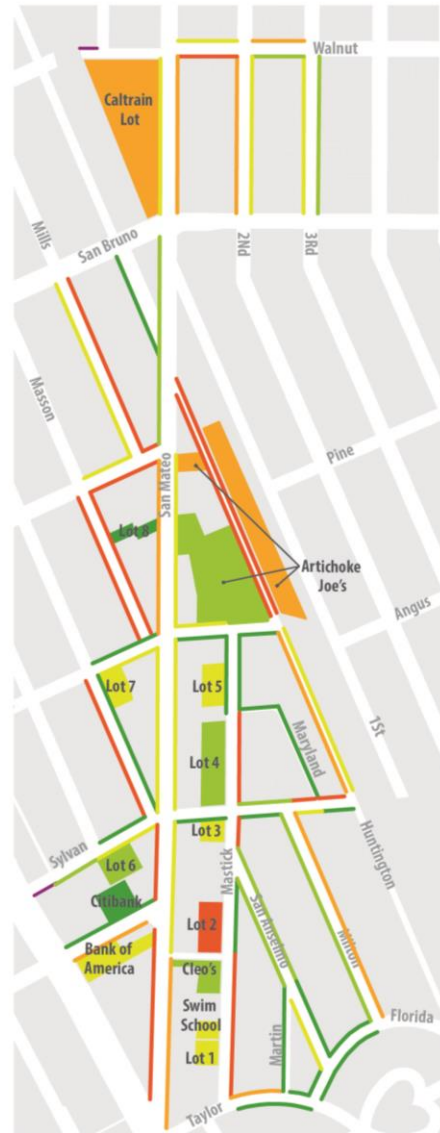 Walnut
Caltrain
Lot
Mills
San Bruno
2Nd
3Rd
Masson
Pine
San Mateo
Lot 8
Artichoke
Joe's
Angus
Lot 7
Lot 5
Maryland
1St
Lot 4
Lot 3
Sylvan
Huntington
Lot 6
Mastick
Citibank
San Anselmo
Milton
Lot 2
Bank of
America
Cleo's
Swim
School
Florida
Martin
Lot 1
Taylor